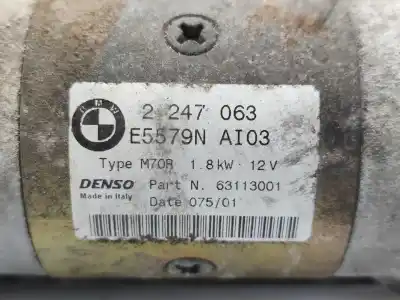 BMW
2 247 063
E5579N AI03
Type M70R 1.8kW · 12V
DENSO Part N. 63113001
Made in Italy Date 075/01